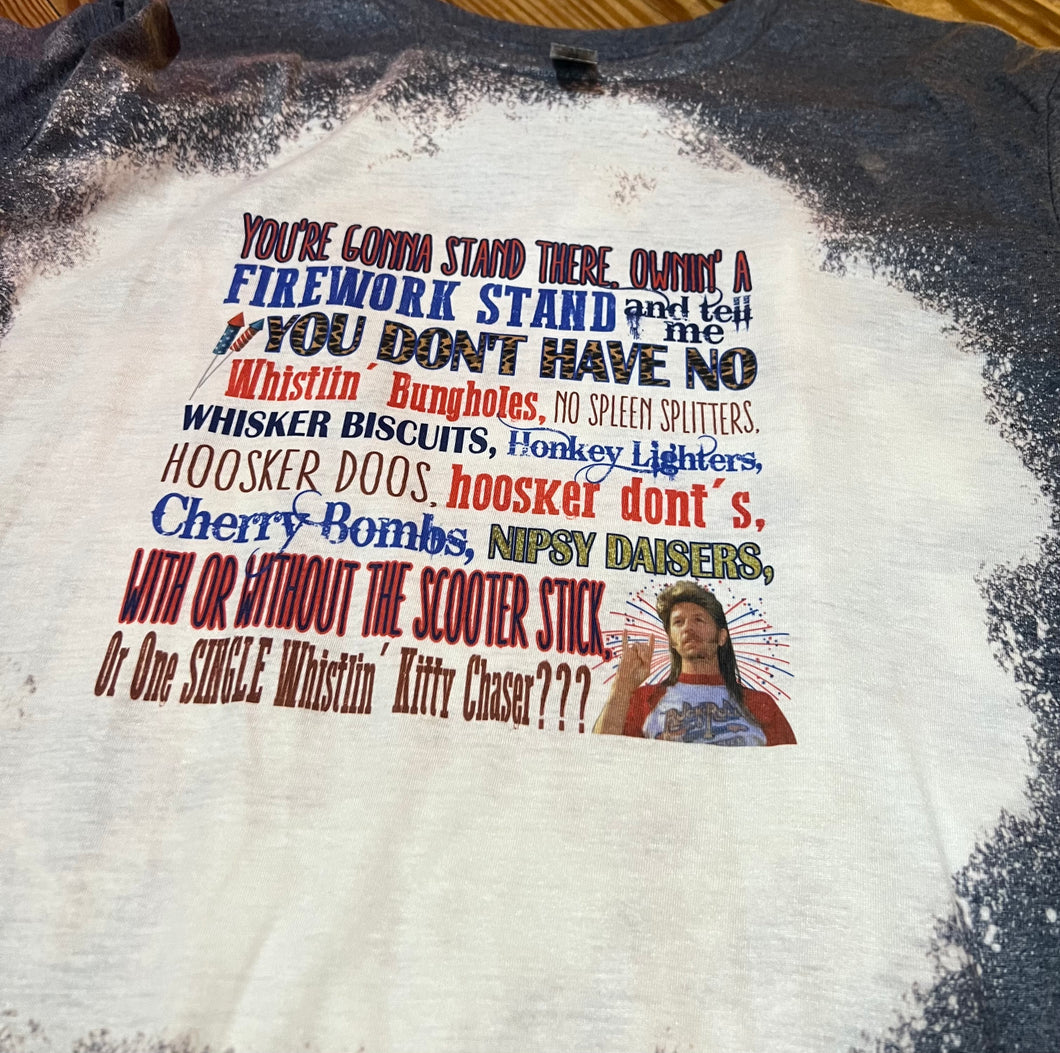 YOU'RE GONNA STAND THERE. OWNIN' A
FIREWORK STAND and tell me
YOU DON'T HAVE NO
Whistlin´ Bungholes, NO SPLEEN SPLITTERS,
WHISKER BISCUITS, Honkey Lighters,
HOOSKER DOOS, hoosker dont´s,
Cherry Bombs, NIPSY DAISERS,
WITH OR WITHOUT THE SCOOTER STICK,
Or One SINGLE Whistlin´ Kitty Chaser???